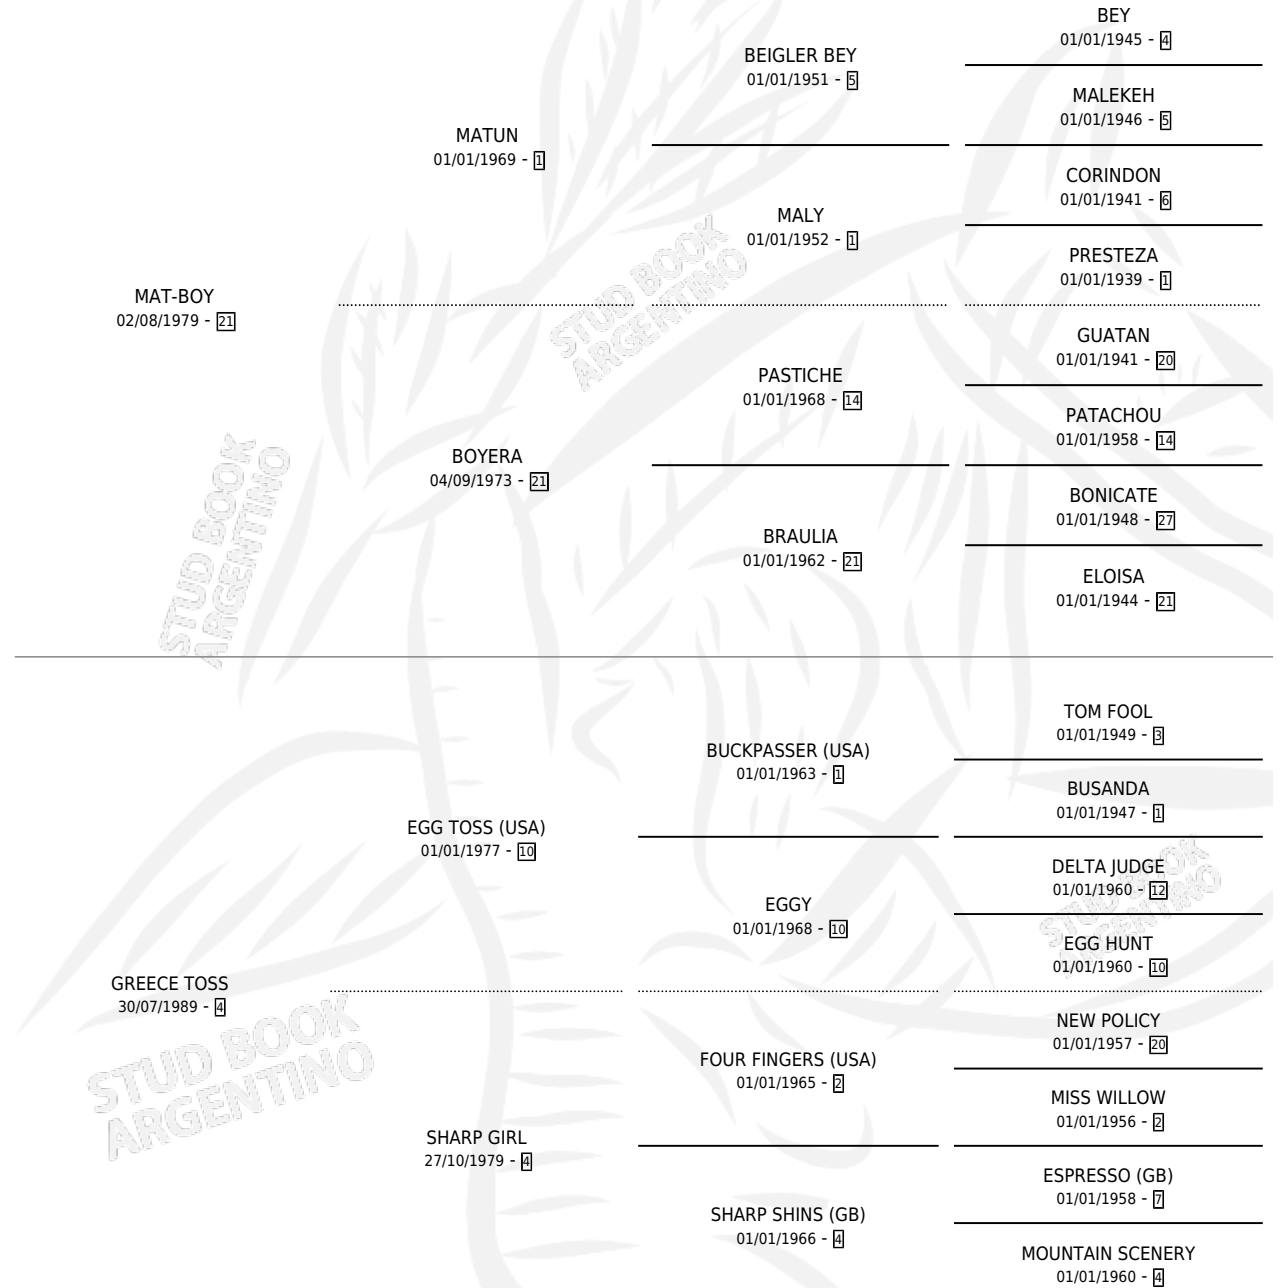 BEY
01/01/1945 - 4
BEIGLER BEY
01/01/1951 - 5
MALEKEH
01/01/1946 - 5
MATUN
01/01/1969 - 1
CORINDON
01/01/1941 - 6
MALY
01/01/1952 - 1
PRESTEZA
01/01/1939 - 1
MAT-BOY
02/08/1979 - 21
GUATAN
01/01/1941 - 20
PASTICHE
01/01/1968 - 14
PATACHOU
01/01/1958 - 14
BOYERA
04/09/1973 - 21
BONICATE
01/01/1948 - 27
BRAULIA
01/01/1962 - 21
ELOISA
01/01/1944 - 21
STUD BOOK
ARGENTINO
STUD BOOK
ARGENTINO
TOM FOOL
01/01/1949 - 3
BUCKPASSER (USA)
01/01/1963 - 1
BUSANDA
01/01/1947 - 1
EGG TOSS (USA)
01/01/1977 - 10
DELTA JUDGE
01/01/1960 - 12
EGGY
01/01/1968 - 10
EGG HUNT
01/01/1960 - 10
GREECE TOSS
30/07/1989 - 4
NEW POLICY
01/01/1957 - 20
FOUR FINGERS (USA)
01/01/1965 - 2
MISS WILLOW
01/01/1956 - 2
SHARP GIRL
27/10/1979 - 4
ESPRESSO (GB)
01/01/1958 - 7
SHARP SHINS (GB)
01/01/1966 - 4
MOUNTAIN SCENERY
01/01/1960 - 4
STUD BOOK
ARGENTINO
STUD BOOK
ARGENTINO